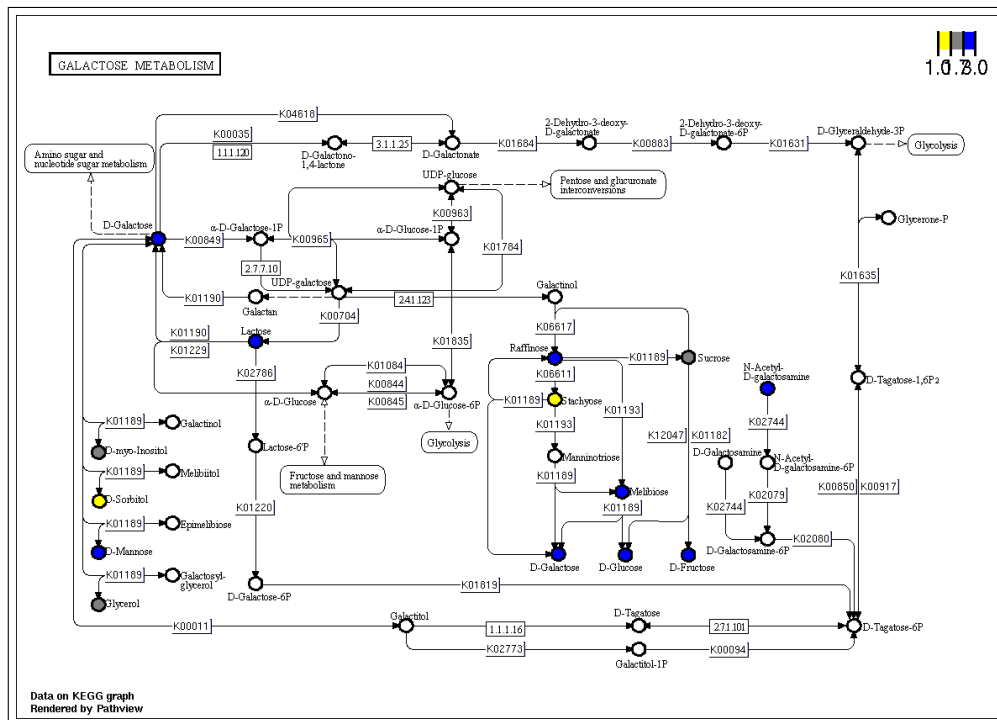 GALACTOSE METABOLISM
K04618
K00035
1.1.1.120
3.1.1.25
D-Galactono-
1,4-lactone
D-Galactonate
K01684
2-Dehydro-3-deoxy-
D-galactonate
K00883
2-Dehydro-3-deoxy-
D-galactonate-6P
K01631
D-Glyceraldehyde-3P
Glycolysis
Amino sugar and
nucleotide sugar metabolism
UDP-glucose
Pentose and glucuronate
interconversions
K00963
D-Galactose
K00849
α-D-Galactose-1P
K00965
α-D-Glucose-1P
K01784
Glycerone-P
2.7.7.10
UDP-galactose
K01190
Galactan
2.4.1.123
Galactinol
K01635
K00704
K01190
K01229
Lactose
K01835
K06617
K02786
Raffinose
K01189
Sucrose
K01084
K00844
K00845
α-D-Glucose
α-D-Glucose-6P
K06611
K01189
Stachyose
K01193
N-Acetyl-
D-galactosamine
D-Tagatose-1,6P2
K01189
Galactinol
D-myo-Inositol
Lactose-6'P
Glycolysis
K01193
K12047
K01182
K02744
Manninotriose
D-Galactosamine
N-Acetyl-
D-galactosamine-6P
K01189
Melibiitol
D-Sorbitol
Fructose and mannose
metabolism
K01189
Melibiose
K00850
K00917
K01220
K01189
K02744
K02079
K01189
Epimelibiose
D-Mannose
D-Galactose
D-Glucose
D-Fructose
D-Galactosamine-6P
K02080
K01189
Galactosyl-
glycerol
Glycerol
D-Galactose-6P
K01819
K00011
Galactitol
1.1.1.16
D-Tagatose
2.7.1.101
D-Tagatose-6P
K02773
Galactitol-1P
K00094
Data on KEGG graph
Rendered by Pathview